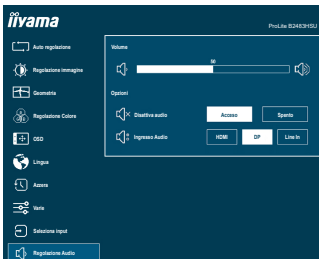 iiyama
ProLite B2483HSU
Auto regolazione
Regolazione immagine
Geometria
Regolazione Colore
OSD
Lingua
Azzera
Varie
Seleziona input
Regolazione Audio
Volume
50
Opzioni
Disattiva audio
Acceso
Spento
Ingresso Audio
HDMI
DP
Line In